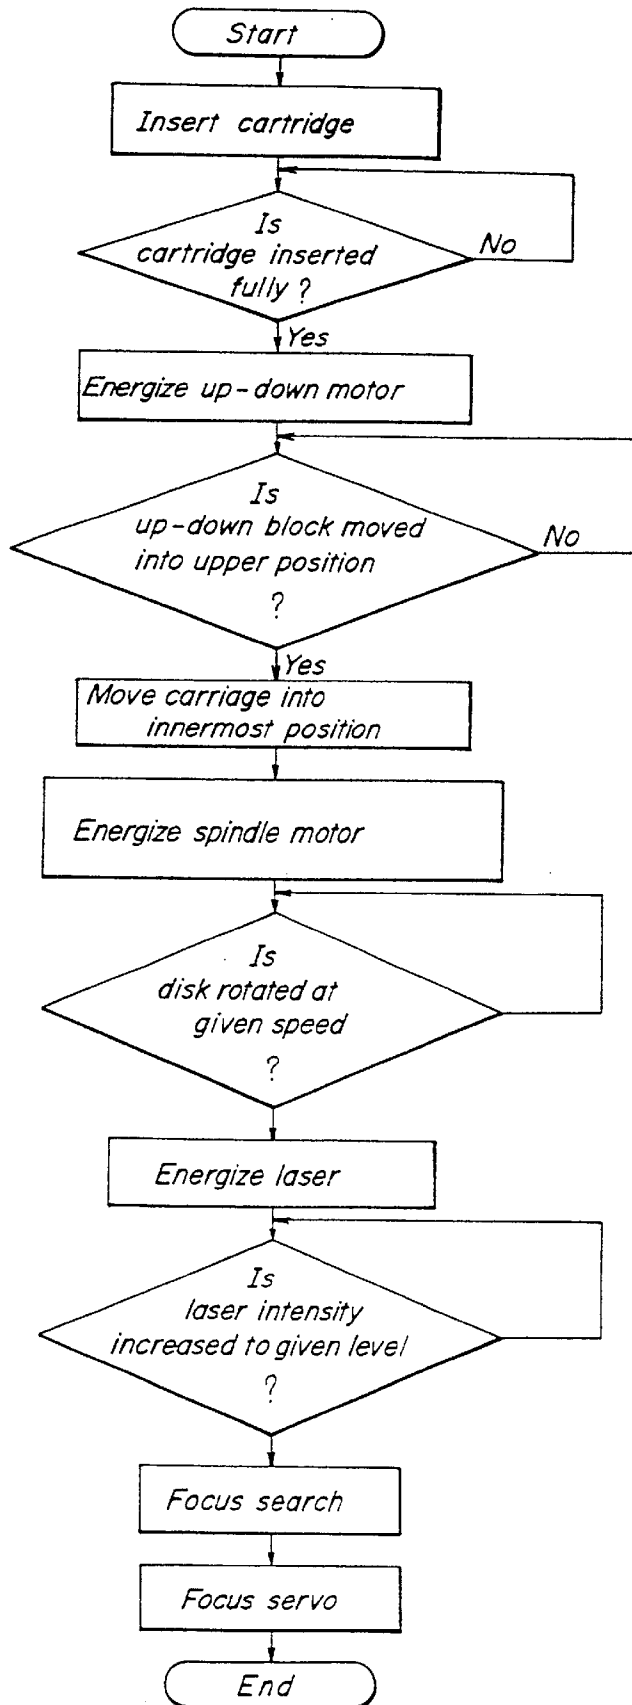 Start
Insert cartridge
Is
cartridge inserted
fully ?
No
Yes
Energize up-down motor
Is
up-down block moved
into upper position
?
No
Yes
Move carriage into
innermost position
Energize spindle motor
Is
disk rotated at
given speed
?
Energize laser
Is
laser intensity
increased to given level
?
Focus search
Focus servo
End